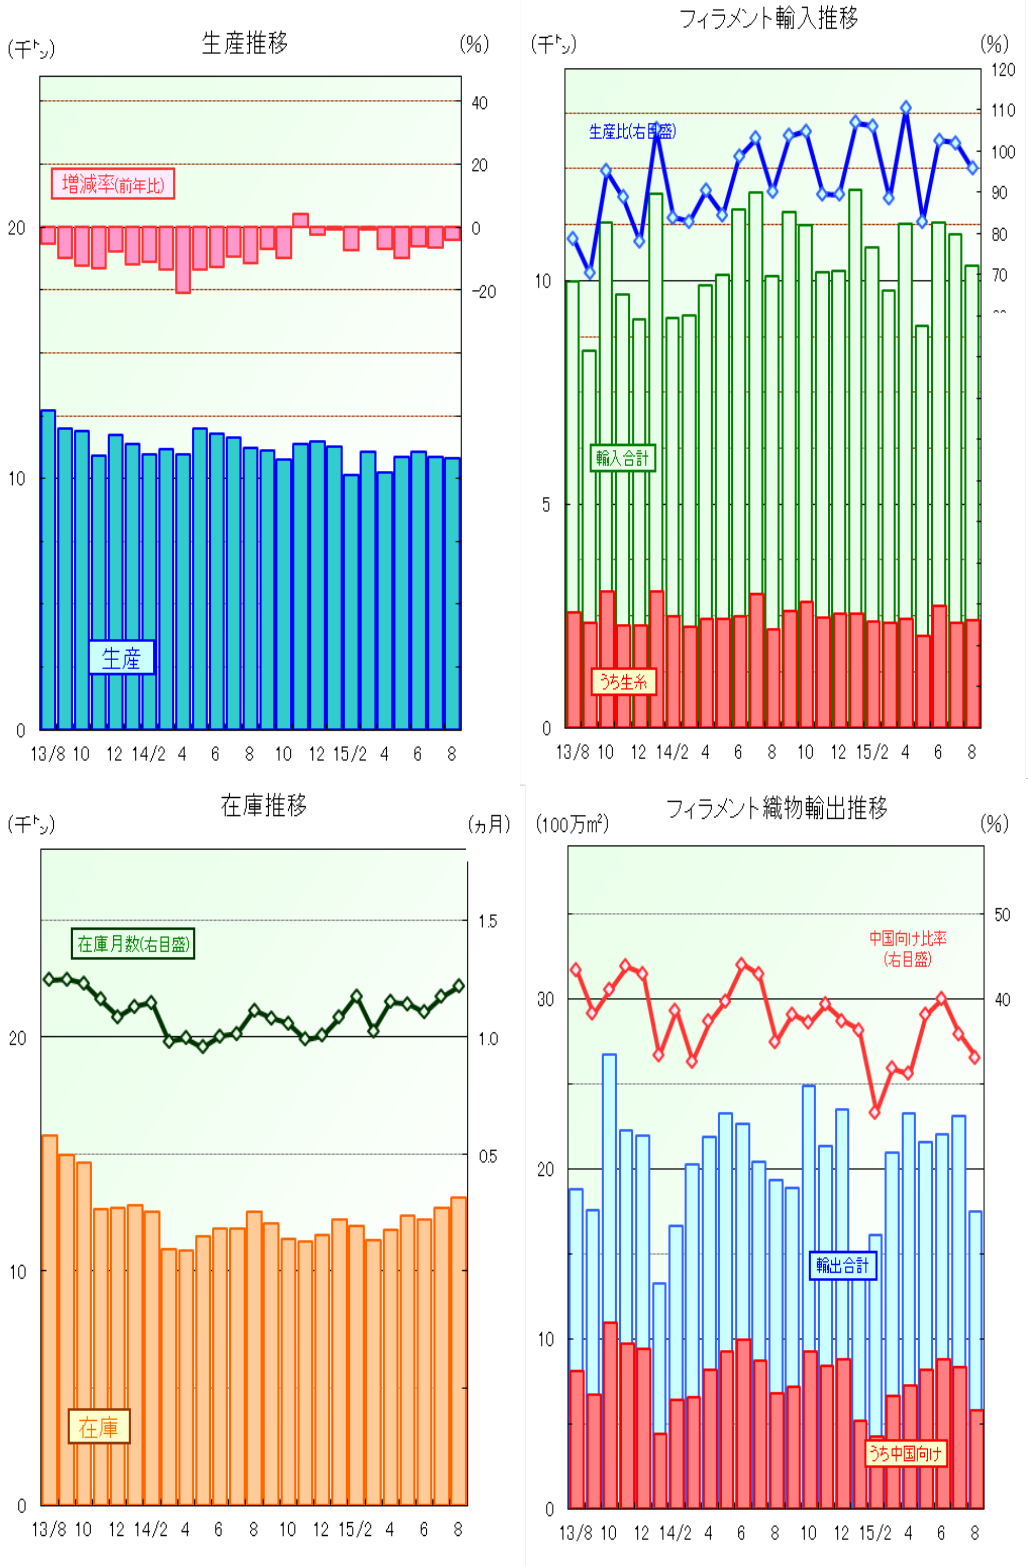 生産推移
(千㌧)
(%)
40
20
0
-20
増減率(前年比)
20
10
0
生産
13/8 10 12 14/2 4 6 8 10 12 15/2 4 6 8
フィラメント輸入推移
(千㌧)
(%)
120
110
100
90
80
70
生産比(右目盛)
10
5
0
輸入合計
うち生糸
13/8 10 12 14/2 4 6 8 10 12 15/2 4 6 8
在庫推移
(千㌧)
(ヵ月)
1.5
1.0
0.5
在庫月数(右目盛)
20
10
0
在庫
13/8 10 12 14/2 4 6 8 10 12 15/2 4 6 8
フィラメント織物輸出推移
(100万m²)
(%)
50
40
中国向け比率
(右目盛)
30
20
10
0
輸出合計
うち中国向け
13/8 10 12 14/2 4 6 8 10 12 15/2 4 6 8